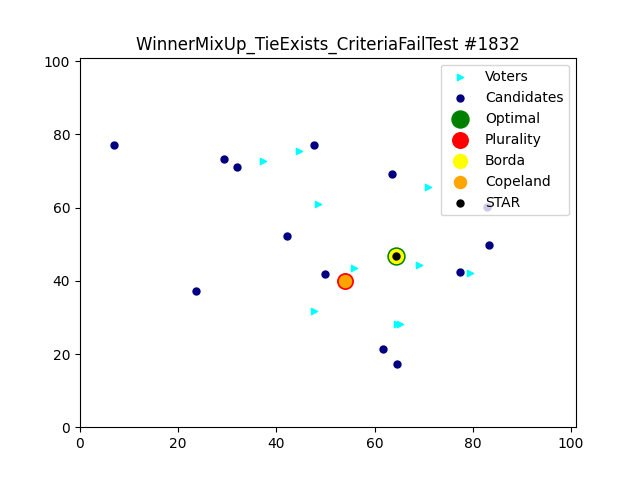 WinnerMixUp_TieExists_CriteriaFailTest #1832
100
80
60
40
20
0
0
20
40
60
80
100
Voters
Candidates
Optimal
Plurality
Borda
Copeland
STAR